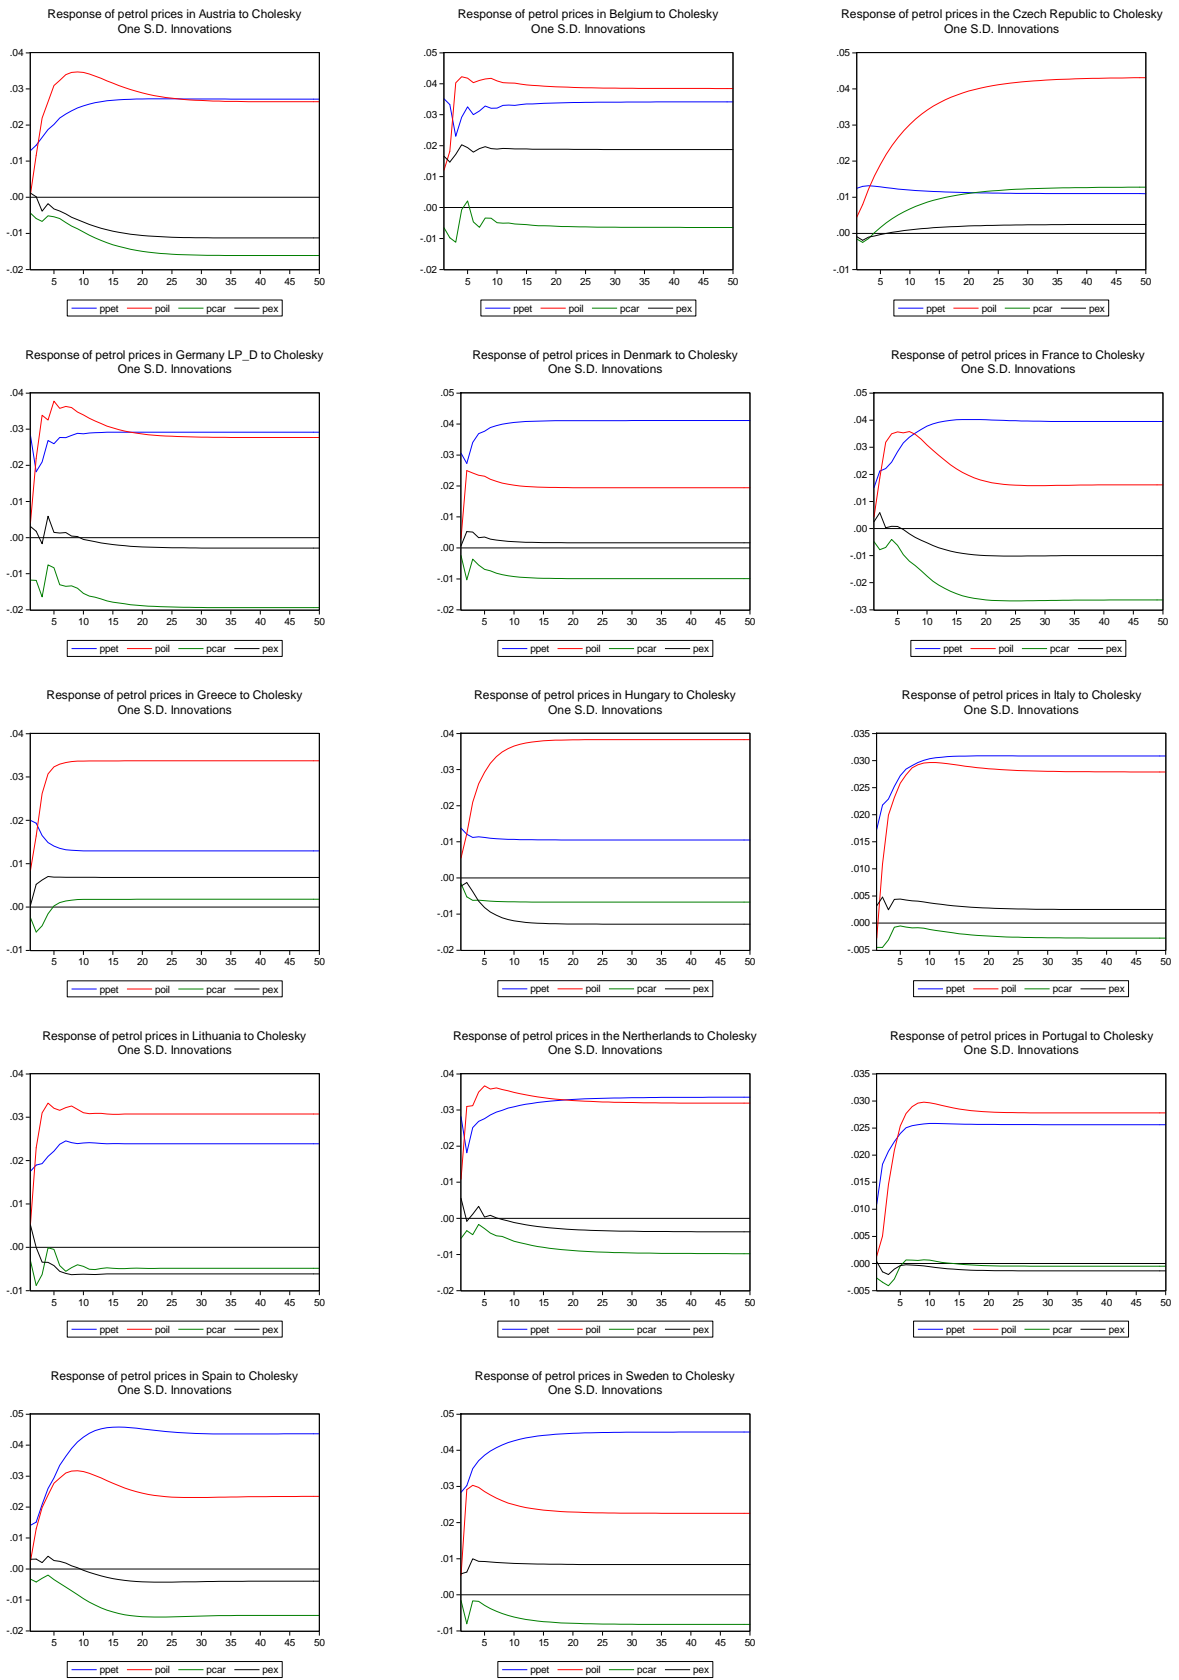 Response of petrol prices in Austria to Cholesky
One S.D. Innovations
.04
.03
.02
.01
.00
-.01
-.02
5 10 15 20 25 30 35 40 45 50
ppet poil pcar pex
Response of petrol prices in Belgium to Cholesky
One S.D. Innovations
.05
.04
.03
.02
.01
.00
-.01
-.02
5 10 15 20 25 30 35 40 45 50
ppet poil pcar pex
Response of petrol prices in the Czech Republic to Cholesky
One S.D. Innovations
.05
.04
.03
.02
.01
.00
-.01
5 10 15 20 25 30 35 40 45 50
ppet poil pcar pex
Response of petrol prices in Germany LP_D to Cholesky
One S.D. Innovations
.04
.03
.02
.01
.00
-.01
-.02
5 10 15 20 25 30 35 40 45 50
ppet poil pcar pex
Response of petrol prices in Denmark to Cholesky
One S.D. Innovations
.05
.04
.03
.02
.01
.00
-.01
-.02
5 10 15 20 25 30 35 40 45 50
ppet poil pcar pex
Response of petrol prices in France to Cholesky
One S.D. Innovations
.05
.04
.03
.02
.01
.00
-.01
-.02
-.03
5 10 15 20 25 30 35 40 45 50
ppet poil pcar pex
Response of petrol prices in Greece to Cholesky
One S.D. Innovations
.04
.03
.02
.01
.00
-.01
5 10 15 20 25 30 35 40 45 50
ppet poil pcar pex
Response of petrol prices in Hungary to Cholesky
One S.D. Innovations
.04
.03
.02
.01
.00
-.01
-.02
5 10 15 20 25 30 35 40 45 50
ppet poil pcar pex
Response of petrol prices in Italy to Cholesky
One S.D. Innovations
.035
.030
.025
.020
.015
.010
.005
.000
-.005
5 10 15 20 25 30 35 40 45 50
ppet poil pcar pex
Response of petrol prices in Lithuania to Cholesky
One S.D. Innovations
.04
.03
.02
.01
.00
-.01
5 10 15 20 25 30 35 40 45 50
ppet poil pcar pex
Response of petrol prices in the Nertherlands to Cholesky
One S.D. Innovations
.04
.03
.02
.01
.00
-.01
-.02
5 10 15 20 25 30 35 40 45 50
ppet poil pcar pex
Response of petrol prices in Portugal to Cholesky
One S.D. Innovations
.035
.030
.025
.020
.015
.010
.005
.000
-.005
5 10 15 20 25 30 35 40 45 50
ppet poil pcar pex
Response of petrol prices in Spain to Cholesky
One S.D. Innovations
.05
.04
.03
.02
.01
.00
-.01
-.02
5 10 15 20 25 30 35 40 45 50
ppet poil pcar pex
Response of petrol prices in Sweden to Cholesky
One S.D. Innovations
.05
.04
.03
.02
.01
.00
-.01
5 10 15 20 25 30 35 40 45 50
ppet poil pcar pex